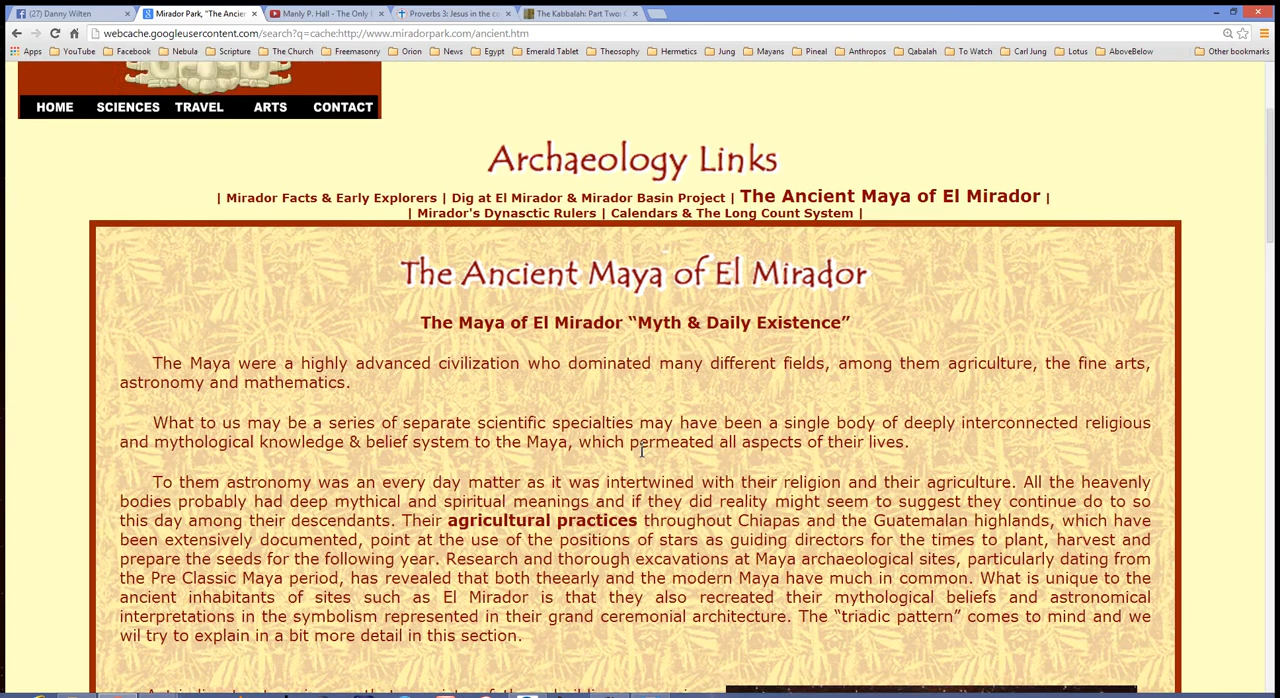 (27) Danny Wilten
Mirador Park, "The Ancien
Manly P. Hall - The Only
Proverbs 3: Jesus in the ce
The Kabbalah: Part Two:
webcache.googleusercontent.com/search?q=cache:http://www.miradorpark.com/ancient.htm
Apps YouTube Facebook Nebula Scripture The Church Freemasonry Orion News Egypt Emerald Tablet Theosophy Hermetics Jung Mayans Pineal Anthropos Qabalah To Watch Carl Jung Lotus AboveBelow Other bookmarks
HOME SCIENCES TRAVEL ARTS CONTACT
Archaeology Links
| Mirador Facts & Early Explorers | Dig at El Mirador & Mirador Basin Project | The Ancient Maya of El Mirador |
| Mirador's Dynasctic Rulers | Calendars & The Long Count System |
The Ancient Maya of El Mirador
The Maya of El Mirador “Myth & Daily Existence”
The Maya were a highly advanced civilization who dominated many different fields, among them agriculture, the fine arts,
astronomy and mathematics.
What to us may be a series of separate scientific specialties may have been a single body of deeply interconnected religious
and mythological knowledge & belief system to the Maya, which permeated all aspects of their lives.
To them astronomy was an every day matter as it was intertwined with their religion and their agriculture. All the heavenly
bodies probably had deep mythical and spiritual meanings and if they did reality might seem to suggest they continue do to so
this day among their descendants. Their agricultural practices throughout Chiapas and the Guatemalan highlands, which have
been extensively documented, point at the use of the positions of stars as guiding directors for the times to plant, harvest and
prepare the seeds for the following year. Research and thorough excavations at Maya archaeological sites, particularly dating from
the Pre Classic Maya period, has revealed that both theearly and the modern Maya have much in common. What is unique to the
ancient inhabitants of sites such as El Mirador is that they also recreated their mythological beliefs and astronomical
interpretations in the symbolism represented in their grand ceremonial architecture. The “triadic pattern” comes to mind and we
wil try to explain in a bit more detail in this section.